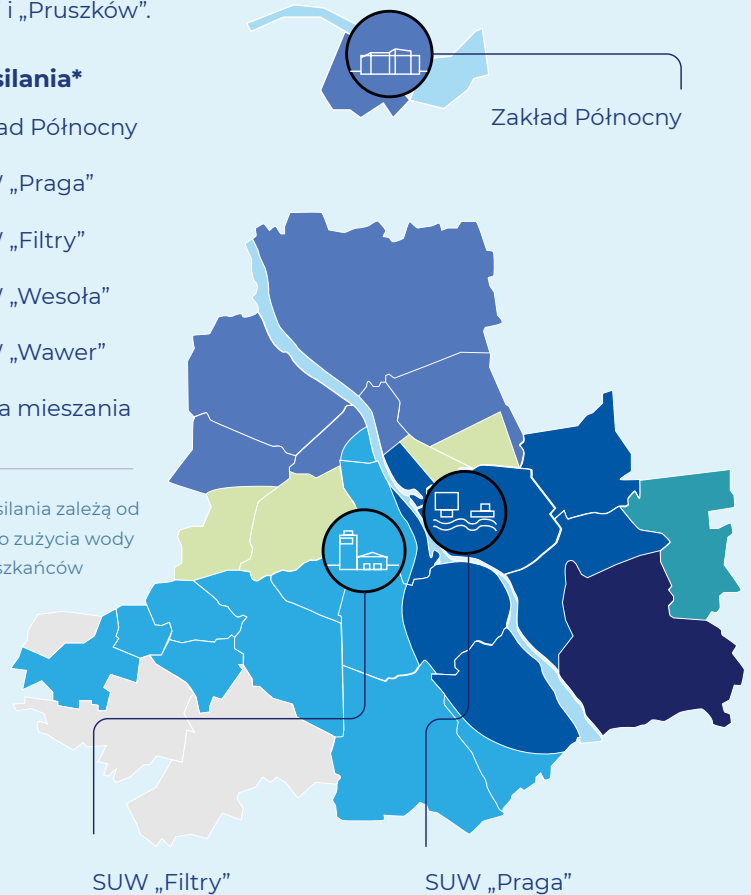 i „Pruszków”.
silania*
ad Północny
V „Praga”
V „Filtry”
V „Wesoła”
V „Wawer”
a mieszania
silania zależą od
o zużycia wody
szkańców
Zakład Północny
SUW „Filtry”
SUW „Praga”